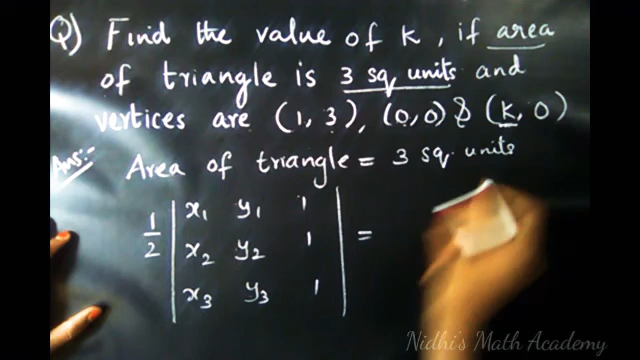 Q) Find the value of K, if area
of triangle is 3 sq units and
vertices are (1, 3), (0, 0) & (K, 0)
Ans:- Area of triangle = 3 sq units
1/2 | x₁ y₁ 1 |
| x₂ y₂ 1 | =
| x₃ y₃ 1 |
Nidhi's Math Academy